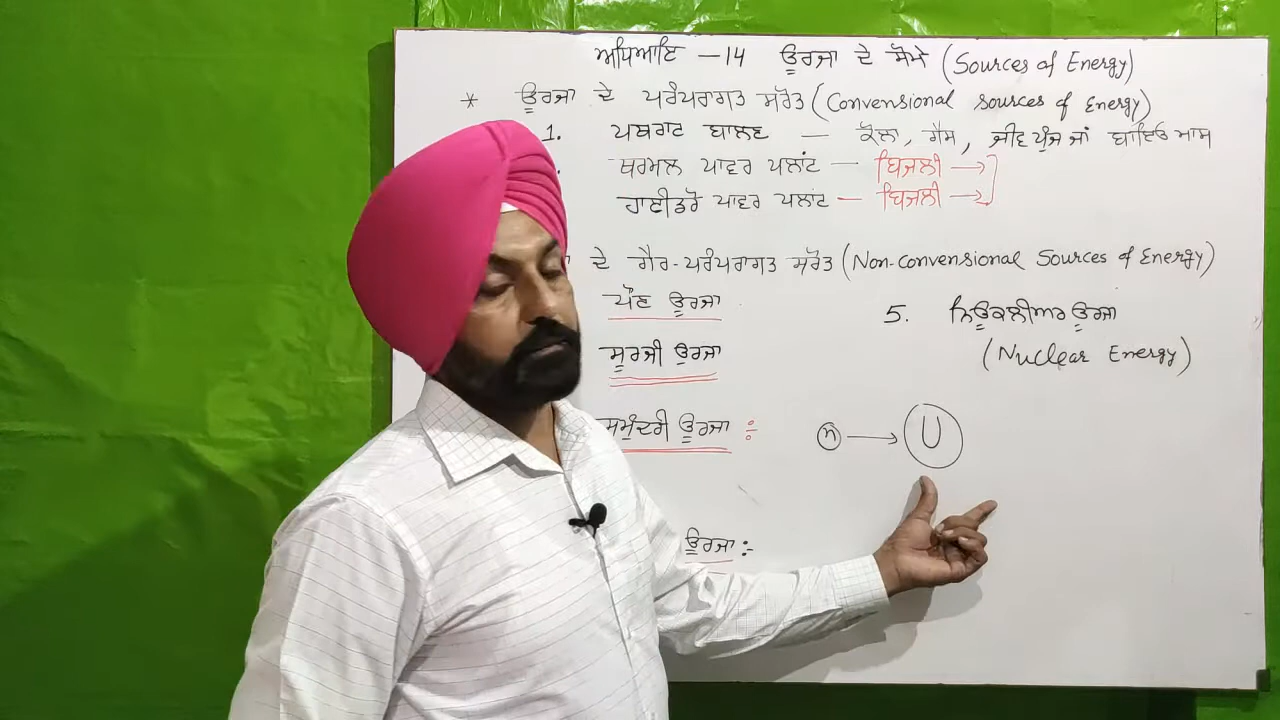 ਅਧਿਆਇ -14 ਊਰਜਾ ਦੇ ਸੋਮੇ (Sources of Energy)
* ਊਰਜਾ ਦੇ ਪਰੰਪਰਾਗਤ ਸਰੋਤ (Convensional sources of Energy)
1. ਪਥਰਾਟ ਬਾਲਣ - ਕੋਲਾ, ਗੈਸ, ਜੀਵ ਪੁੰਜ ਜਾਂ ਬਾਇਓ ਮਾਸ
ਥਰਮਲ ਪਾਵਰ ਪਲਾਂਟ - ਬਿਜਲੀ →
ਹਾਈਡਰੋ ਪਾਵਰ ਪਲਾਂਟ - ਬਿਜਲੀ →
ਦੇ ਗੈਰ-ਪਰੰਪਰਾਗਤ ਸਰੋਤ (Non-Convensional Sources of Energy)
ਪੌਣ ਊਰਜਾ
ਸੂਰਜੀ ਊਰਜਾ
ਸਮੁੰਦਰੀ ਊਰਜਾ ÷
ਊਰਜਾ :-
5. ਨਿਊਕਲੀਅਰ ਊਰਜਾ
(Nuclear Energy)
n → U